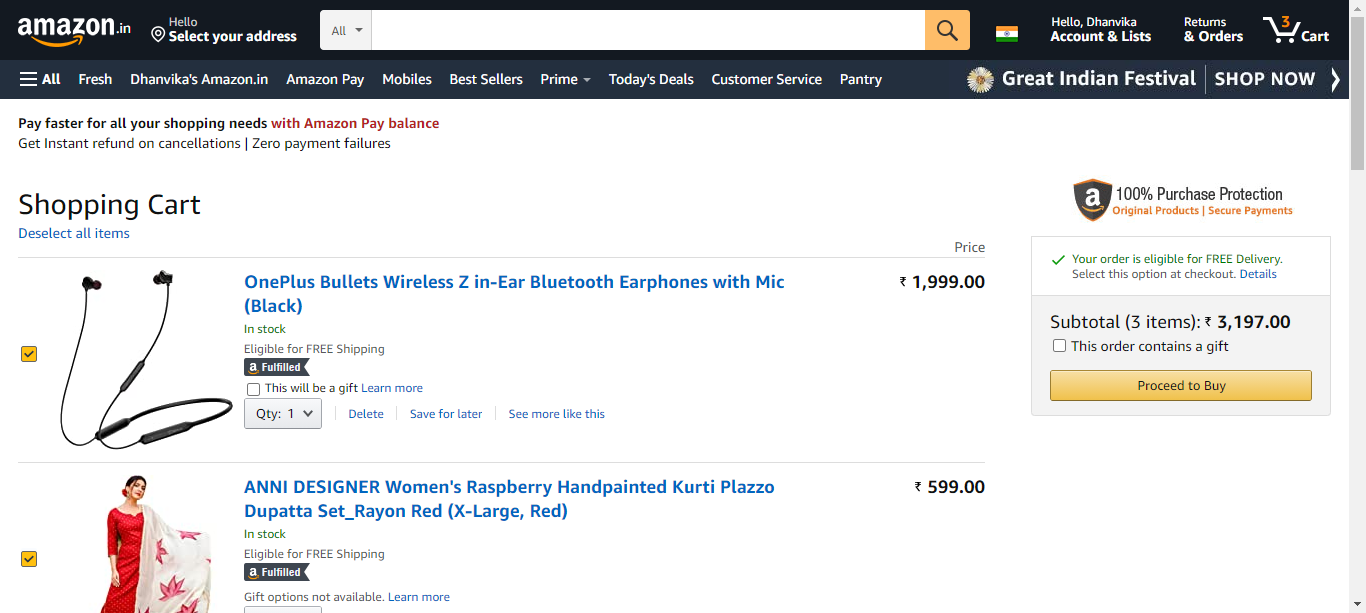 amazon.in
Hello
Select your address
All
Hello, Dhanvika
Account & Lists
Returns
& Orders
3
Cart
All Fresh Dhanvika's Amazon.in Amazon Pay Mobiles Best Sellers Prime Today's Deals Customer Service Pantry
Great Indian Festival | SHOP NOW
Pay faster for all your shopping needs with Amazon Pay balance
Get Instant refund on cancellations | Zero payment failures
Shopping Cart
Deselect all items
Price
OnePlus Bullets Wireless Z in-Ear Bluetooth Earphones with Mic
(Black)
₹ 1,999.00
In stock
Eligible for FREE Shipping
a Fulfilled
This will be a gift Learn more
Qty: 1 | Delete | Save for later | See more like this
ANNI DESIGNER Women's Raspberry Handpainted Kurti Plazzo
Dupatta Set_Rayon Red (X-Large, Red)
₹ 599.00
In stock
Eligible for FREE Shipping
a Fulfilled
Gift options not available. Learn more
a 100% Purchase Protection
Original Products | Secure Payments
Your order is eligible for FREE Delivery.
Select this option at checkout. Details
Subtotal (3 items): ₹ 3,197.00
This order contains a gift
Proceed to Buy